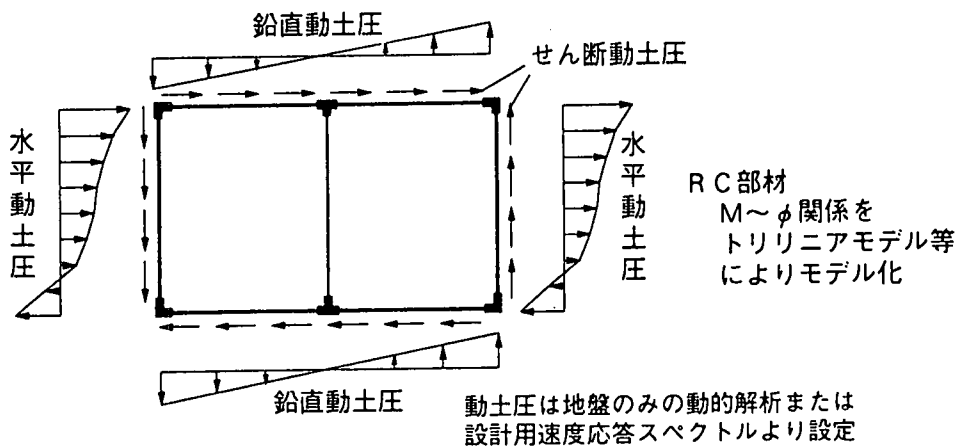 鉛直動土圧
せん断動土圧
水平動土圧
水平動土圧
RC部材
M~φ関係を
トリリニアモデル等
によりモデル化
鉛直動土圧
動土圧は地盤のみの動的解析または
設計用速度応答スペクトルより設定